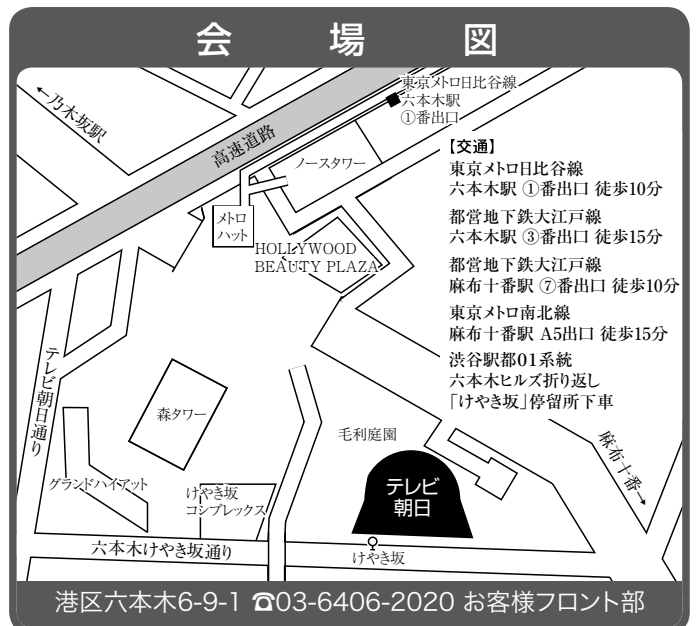 会場図
←乃木坂駅
高速道路
東京メトロ日比谷線
六本木駅
①番出口
ノースタワー
メトロ
ハット
HOLLYWOOD
BEAUTY PLAZA
【交通】
東京メトロ日比谷線
六本木駅 ①番出口 徒歩10分
都営地下鉄大江戸線
六本木駅 ③番出口 徒歩15分
都営地下鉄大江戸線
麻布十番駅 ⑦番出口 徒歩10分
東京メトロ南北線
麻布十番駅 A5出口 徒歩15分
渋谷駅都01系統
六本木ヒルズ折り返し
「けやき坂」停留所下車
テレビ朝日通り
森タワー
毛利庭園
麻布十番→
グランドハイアット
けやき坂
コンプレックス
テレビ
朝日
六本木けやき坂通り
けやき坂
港区六本木6-9-1 ☎03-6406-2020 お客様フロント部